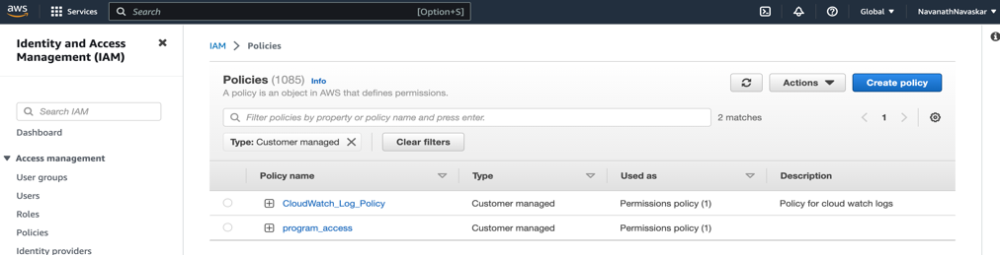 aws
Services
Search [Option+S]
Global
NavanathNavaskar
Identity and Access
Management (IAM)
Search IAM
Dashboard
Access management
User groups
Users
Roles
Policies
Identity providers
IAM > Policies
Policies (1085) Info
A policy is an object in AWS that defines permissions.
Actions
Create policy
Filter policies by property or policy name and press enter.
2 matches
1
Type: Customer managed
Clear filters
Policy name Type Used as Description
CloudWatch_Log_Policy Customer managed Permissions policy (1) Policy for cloud watch logs
program_access Customer managed Permissions policy (1)